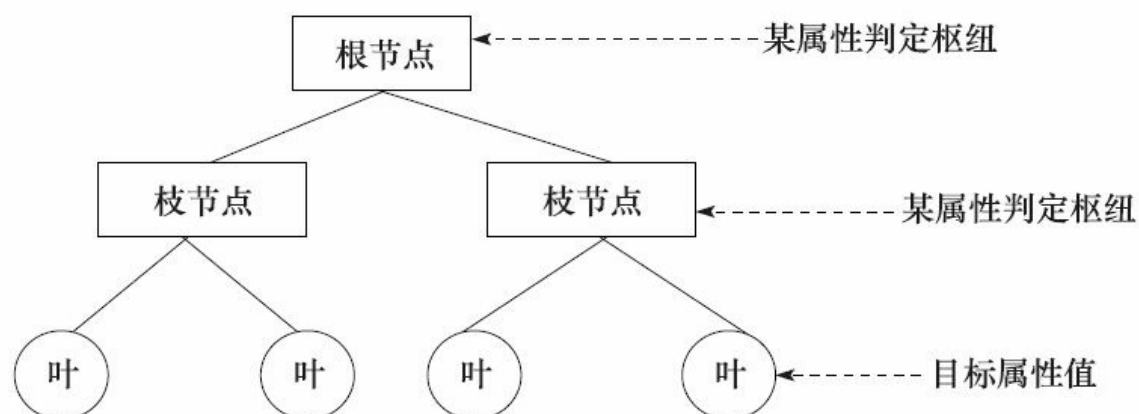 根节点
某属性判定枢纽
枝节点
枝节点
某属性判定枢纽
叶
叶
叶
叶
目标属性值